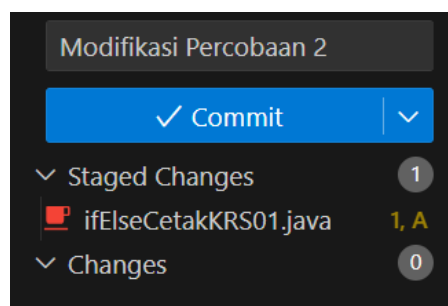 Modifikasi Percobaan 2
Commit
Staged Changes 1
ifElseCetakKRS01.java 1, A
Changes 0